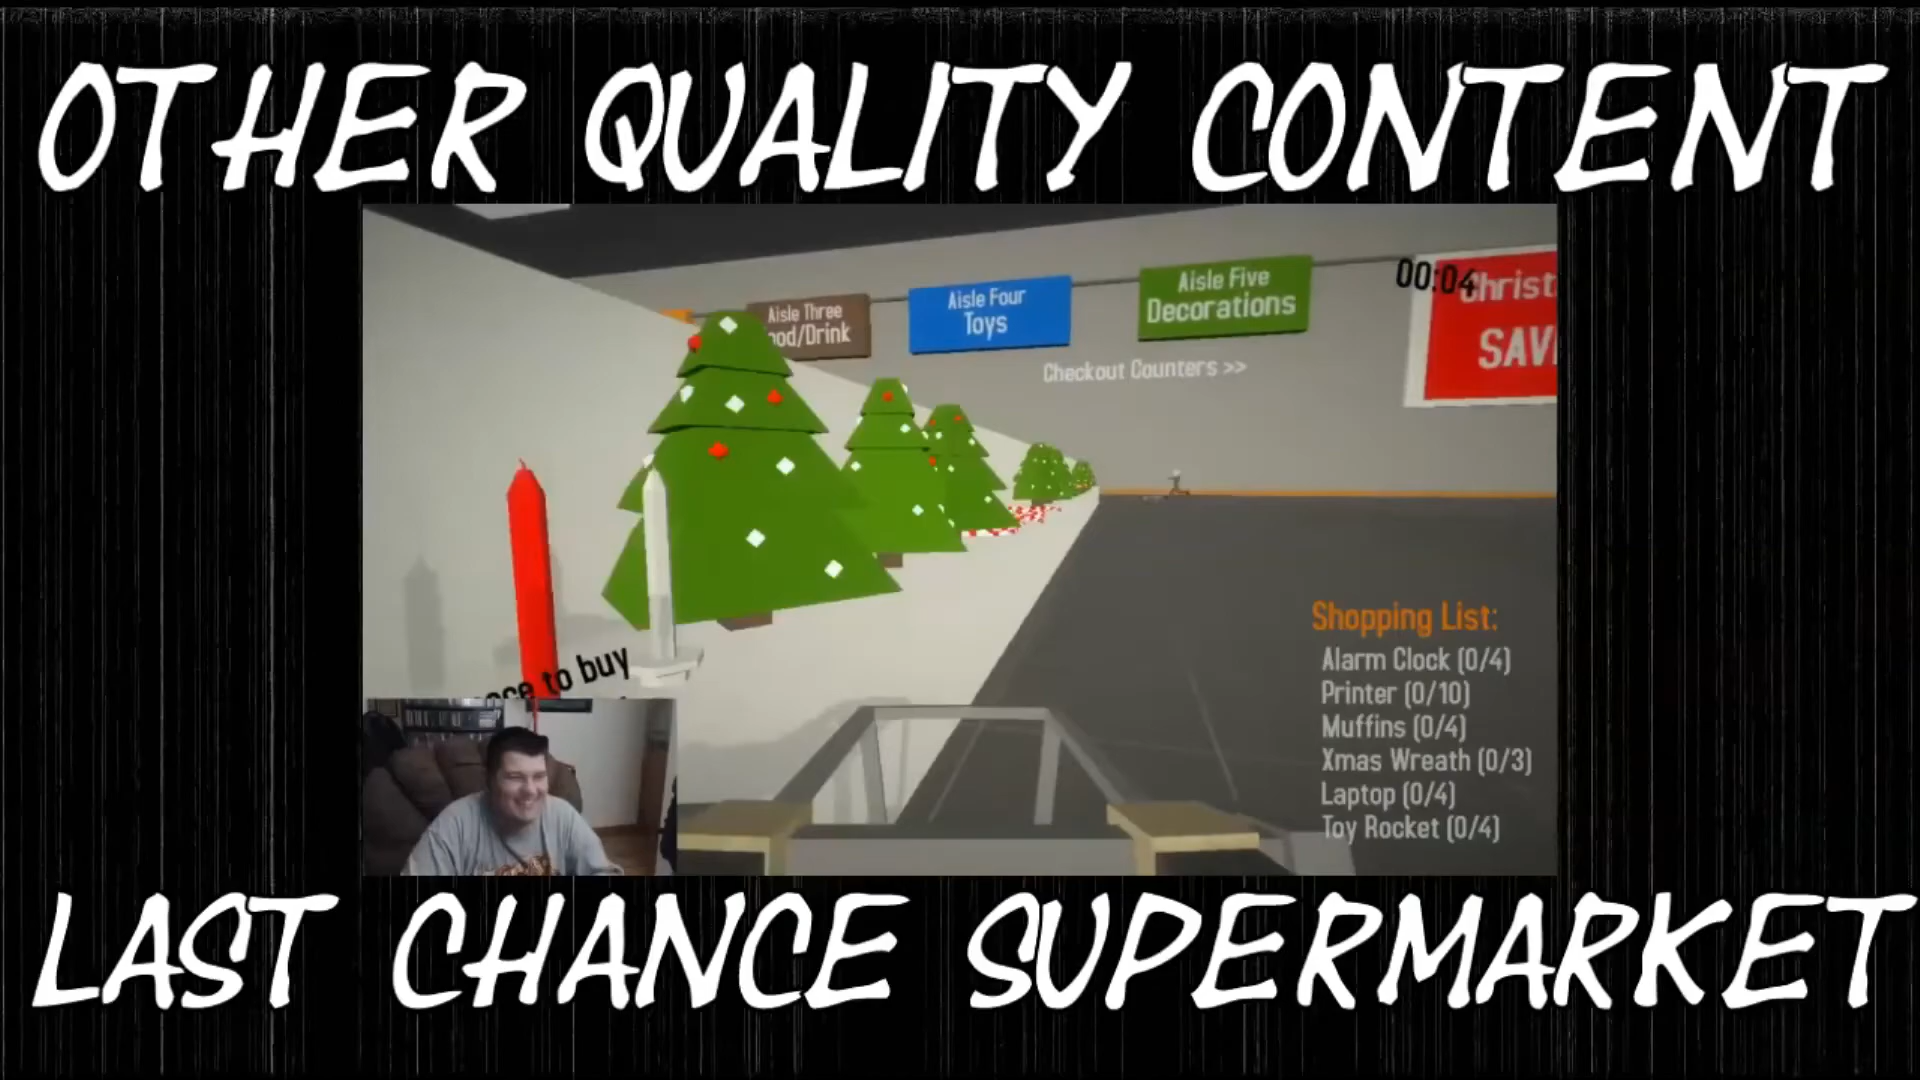 OTHER QUALITY CONTENT
Aisle Three
Aisle Four
Toys
Aisle Five
Decorations
00:04
Checkout Counters >>
to buy
Shopping List:
Alarm Clock (0/4)
Printer (0/10)
Muffins (0/4)
Xmas Wreath (0/3)
Laptop (0/4)
Toy Rocket (0/4)
LAST CHANCE SUPERMARKET